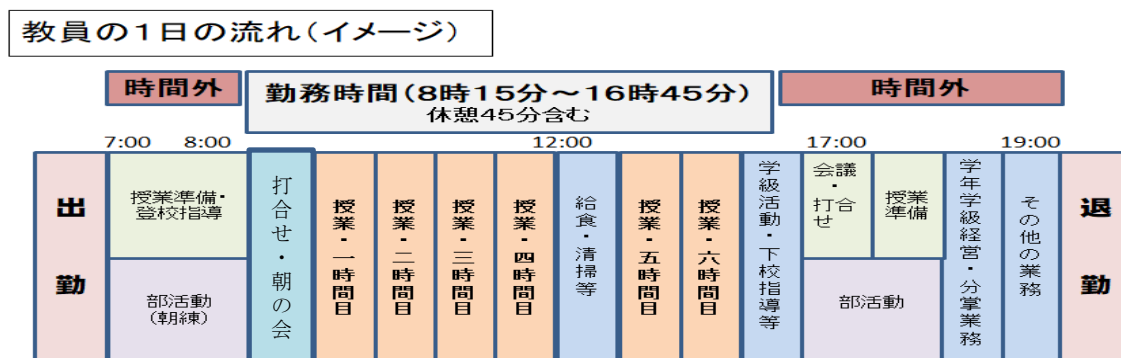 教員の１日の流れ（イメージ）
時間外
勤務時間（８時１５分～１６時４５分）
休憩45分含む
時間外
7:00
8:00
12:00
17:00
19:00
出勤
授業準備・
登校指導
部活動
(朝練)
打合せ・朝の会
授業・一時間目
授業・二時間目
授業・三時間目
授業・四時間目
給食・清掃等
授業・五時間目
授業・六時間目
学級活動・下校指導等
会議・打合せ
授業
準備
部活動
学年学級経営・分掌業務
その他の業務
退勤